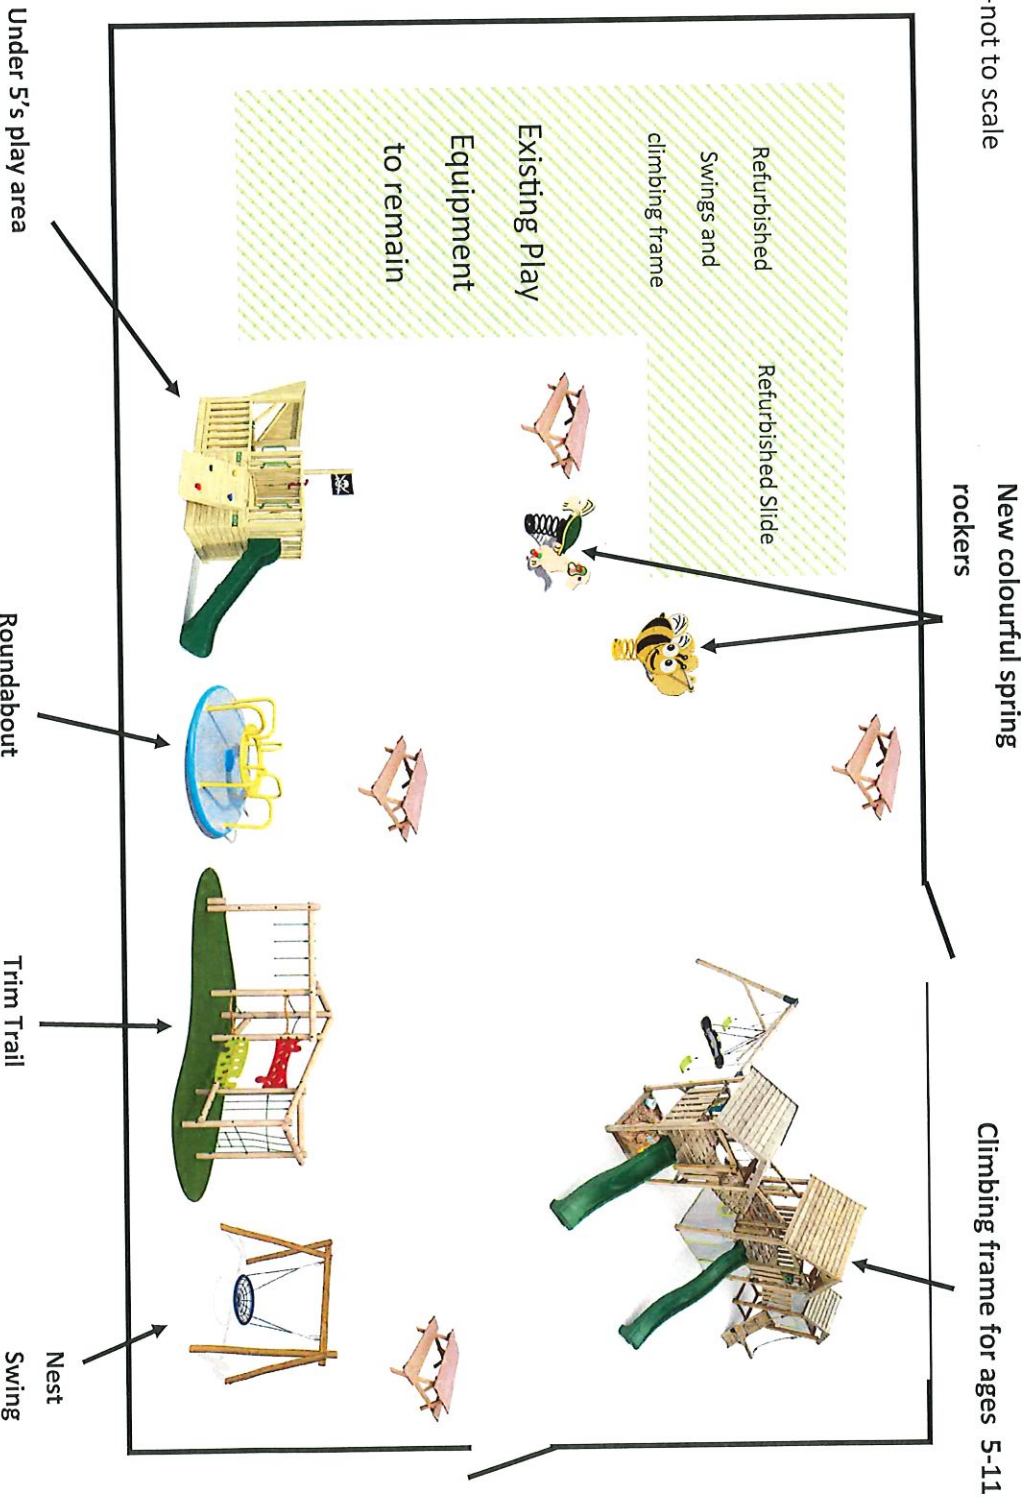 -not to scale
New colourful spring
rockers
Climbing frame for ages 5-11
Refurbished
Swings and
climbing frame
Refurbished Slide
Existing Play
Equipment
to remain
Under 5's play area
Roundabout
Trim Trail
Nest
Swing